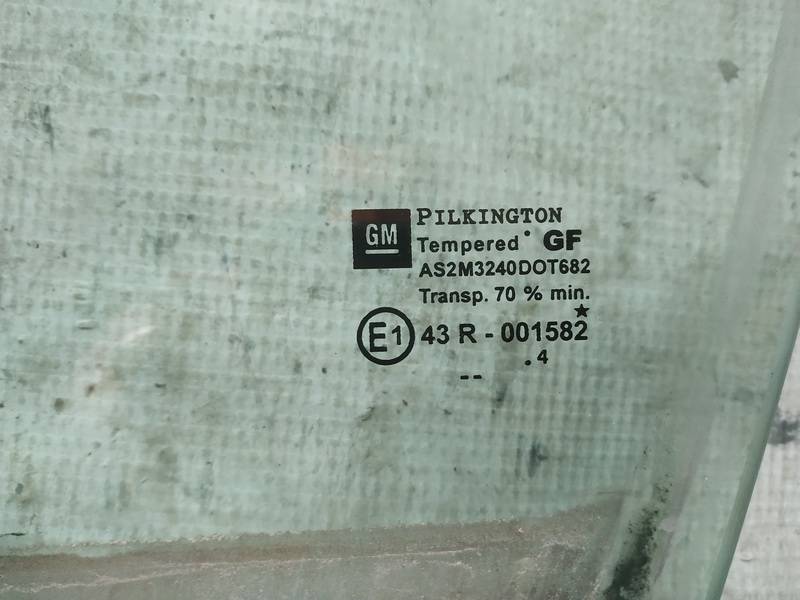 GM
PILKINGTON
Tempered GF
AS2M3240DOT682
Transp. 70 % min.
E1 43 R - 001582
. 4
--